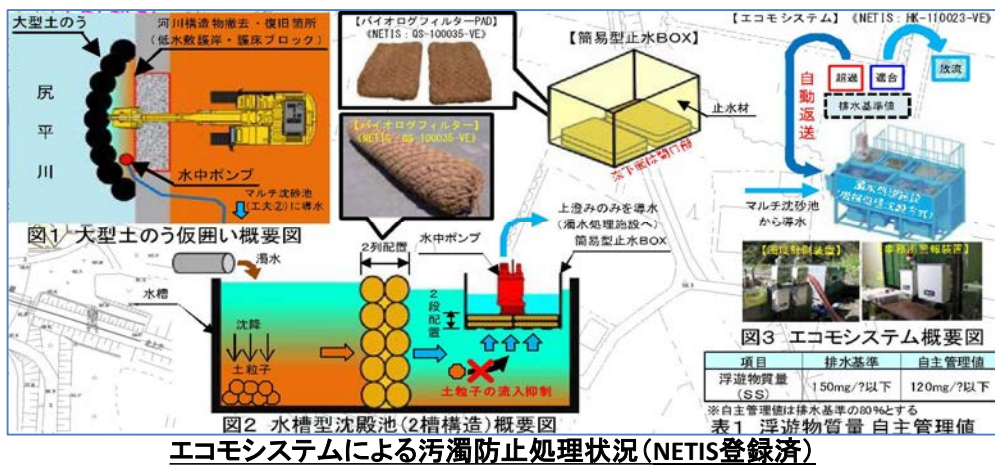 大型土のう
河川構造物撤去・復旧箇所
(低水敷護岸・護床ブロック)
尻平川
水中ポンプ
マルチ沈砂池
(工夫②)に導水
図1 大型土のう仮囲い概要図
【バイオログフィルターPAD】
《NETIS：QS-100035-VE》
【バイオログフィルター】
《NETIS：QS-100035-VE》
【簡易型止水BOX】
止水材
【エコモシステム】《NETIS：HK-110023-VE》
超過
適合
放流
排水基準値
自動返送
マルチ沈砂池
から導水
図3 エコモシステム概要図
濁水
水槽
沈降
土粒子
2列配置
水中ポンプ
上澄みのみを導水
(濁水処理施設へ)
簡易型止水BOX
2段配置
土粒子の流入抑制
図2 水槽型沈殿池(2槽構造)概要図
項目 排水基準 自主管理値
浮遊物質量
(SS)
150mg/?以下 120mg/?以下
※自主管理値は排水基準の80%とする
表1 浮遊物質量 自主管理値
エコモシステムによる汚濁防止処理状況(NETIS登録済)